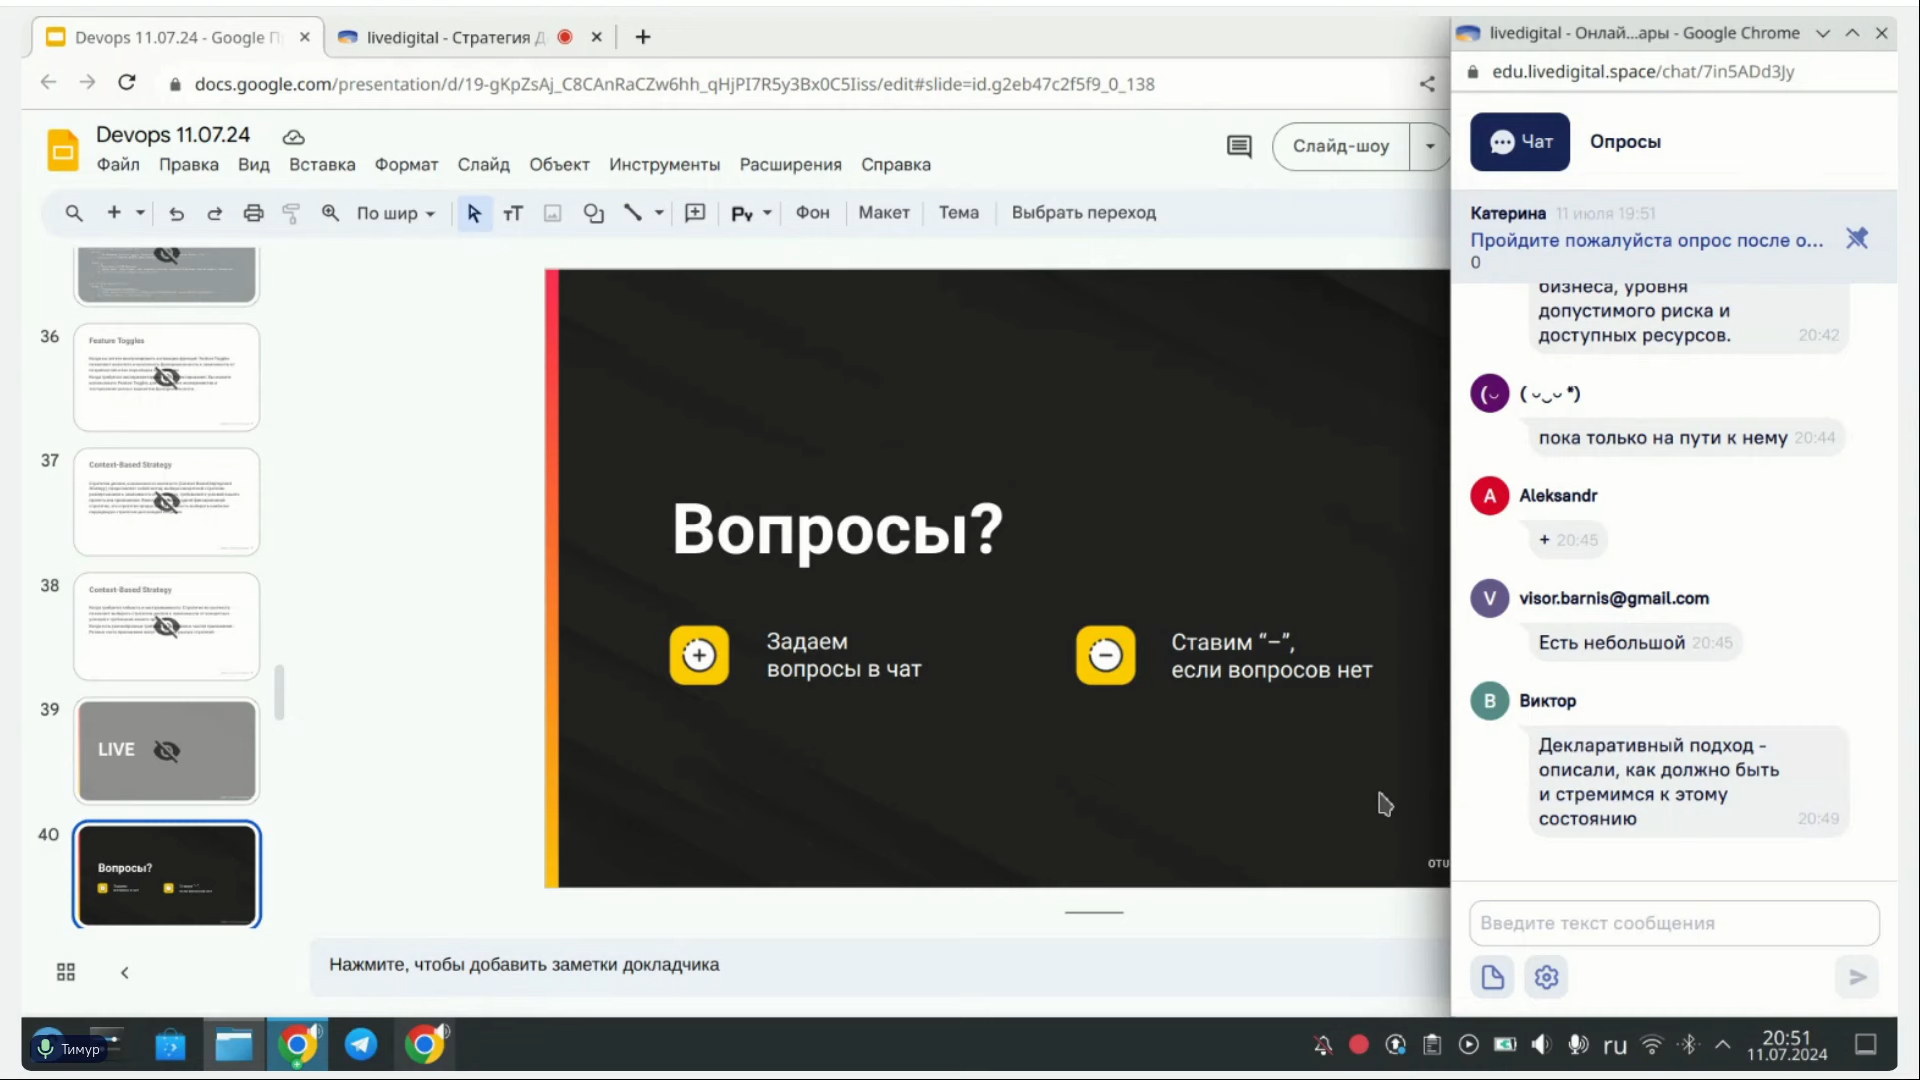 Devops 11.07.24 - Google П
livedigital - Стратегия Д
docs.google.com/presentation/d/19-gKpZsAj_C8CAnRaCZw6hh_qHjPI7R5y3Bx0C5Iiss/edit#slide=id.g2eb47c2f5f9_0_138
Devops 11.07.24
Файл Правка Вид Вставка Формат Слайд Объект Инструменты Расширения Справка
Слайд-шоу
По шир
Фон Макет Тема Выбрать переход
36
Feature Toggles
37
Context-Based Strategy
38
Context-Based Strategy
39
LIVE
40
Вопросы?
Вопросы?
Задаем
вопросы в чат
Ставим “–”,
если вопросов нет
OTU
Нажмите, чтобы добавить заметки докладчика
livedigital - Онлай...ары - Google Chrome
edu.livedigital.space/chat/7in5ADd3Jy
Чат Опросы
Катерина 11 июля 19:51
Пройдите пожалуйста опрос после о...
0
бизнеса, уровня
допустимого риска и
доступных ресурсов. 20:42
( ᵕ‿ᵕ *)
пока только на пути к нему 20:44
A Aleksandr
+ 20:45
V visor.barnis@gmail.com
Есть небольшой 20:45
В Виктор
Декларативный подход -
описали, как должно быть
и стремимся к этому
состоянию 20:49
Введите текст сообщения
Тимур
ru
20:51
11.07.2024